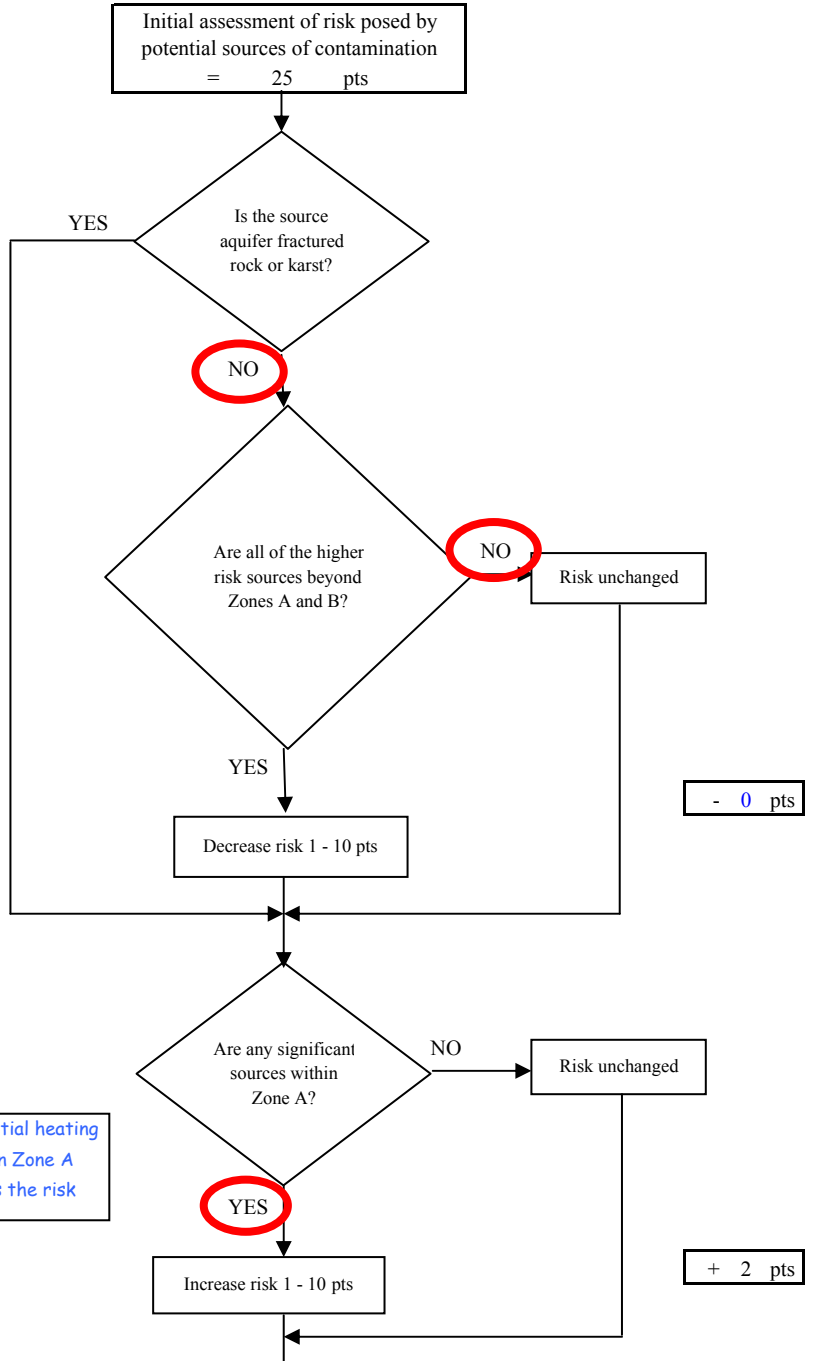 Initial assessment of risk posed by
potential sources of contamination
= 25 pts
YES
Is the source
aquifer fractured
rock or karst?
NO
Are all of the higher
risk sources beyond
Zones A and B?
NO
Risk unchanged
YES
- 0 pts
Decrease risk 1 - 10 pts
Are any significant
sources within
Zone A?
NO
Risk unchanged
tial heating
n Zone A
the risk
YES
Increase risk 1 - 10 pts
+ 2 pts